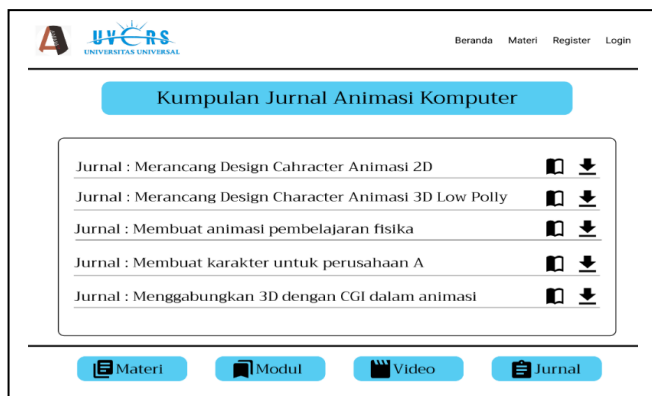 UVERS
UNIVERSITAS UNIVERSAL
Beranda Materi Register Login
Kumpulan Jurnal Animasi Komputer
Jurnal : Merancang Design Cahracter Animasi 2D
Jurnal : Merancang Design Character Animasi 3D Low Polly
Jurnal : Membuat animasi pembelajaran fisika
Jurnal : Membuat karakter untuk perusahaan A
Jurnal : Menggabungkan 3D dengan CGI dalam animasi
Materi Modul Video Jurnal